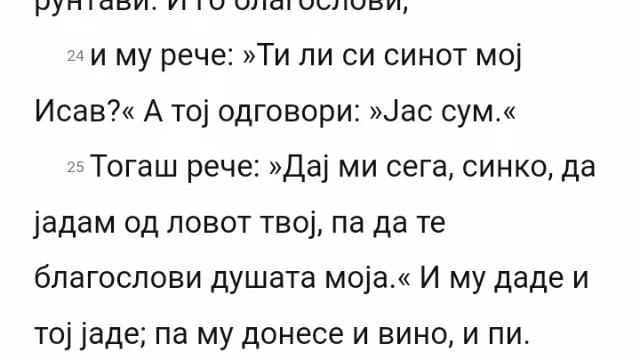 рунтави. И го благослови,
24 и му рече: »Ти ли си синот мој
Исав?« А тој одговори: »Јас сум.«
25 Тогаш рече: »Дај ми сега, синко, да
јадам од ловот твој, па да те
благослови душата моја.« И му даде и
тој јаде; па му донесе и вино, и пи.